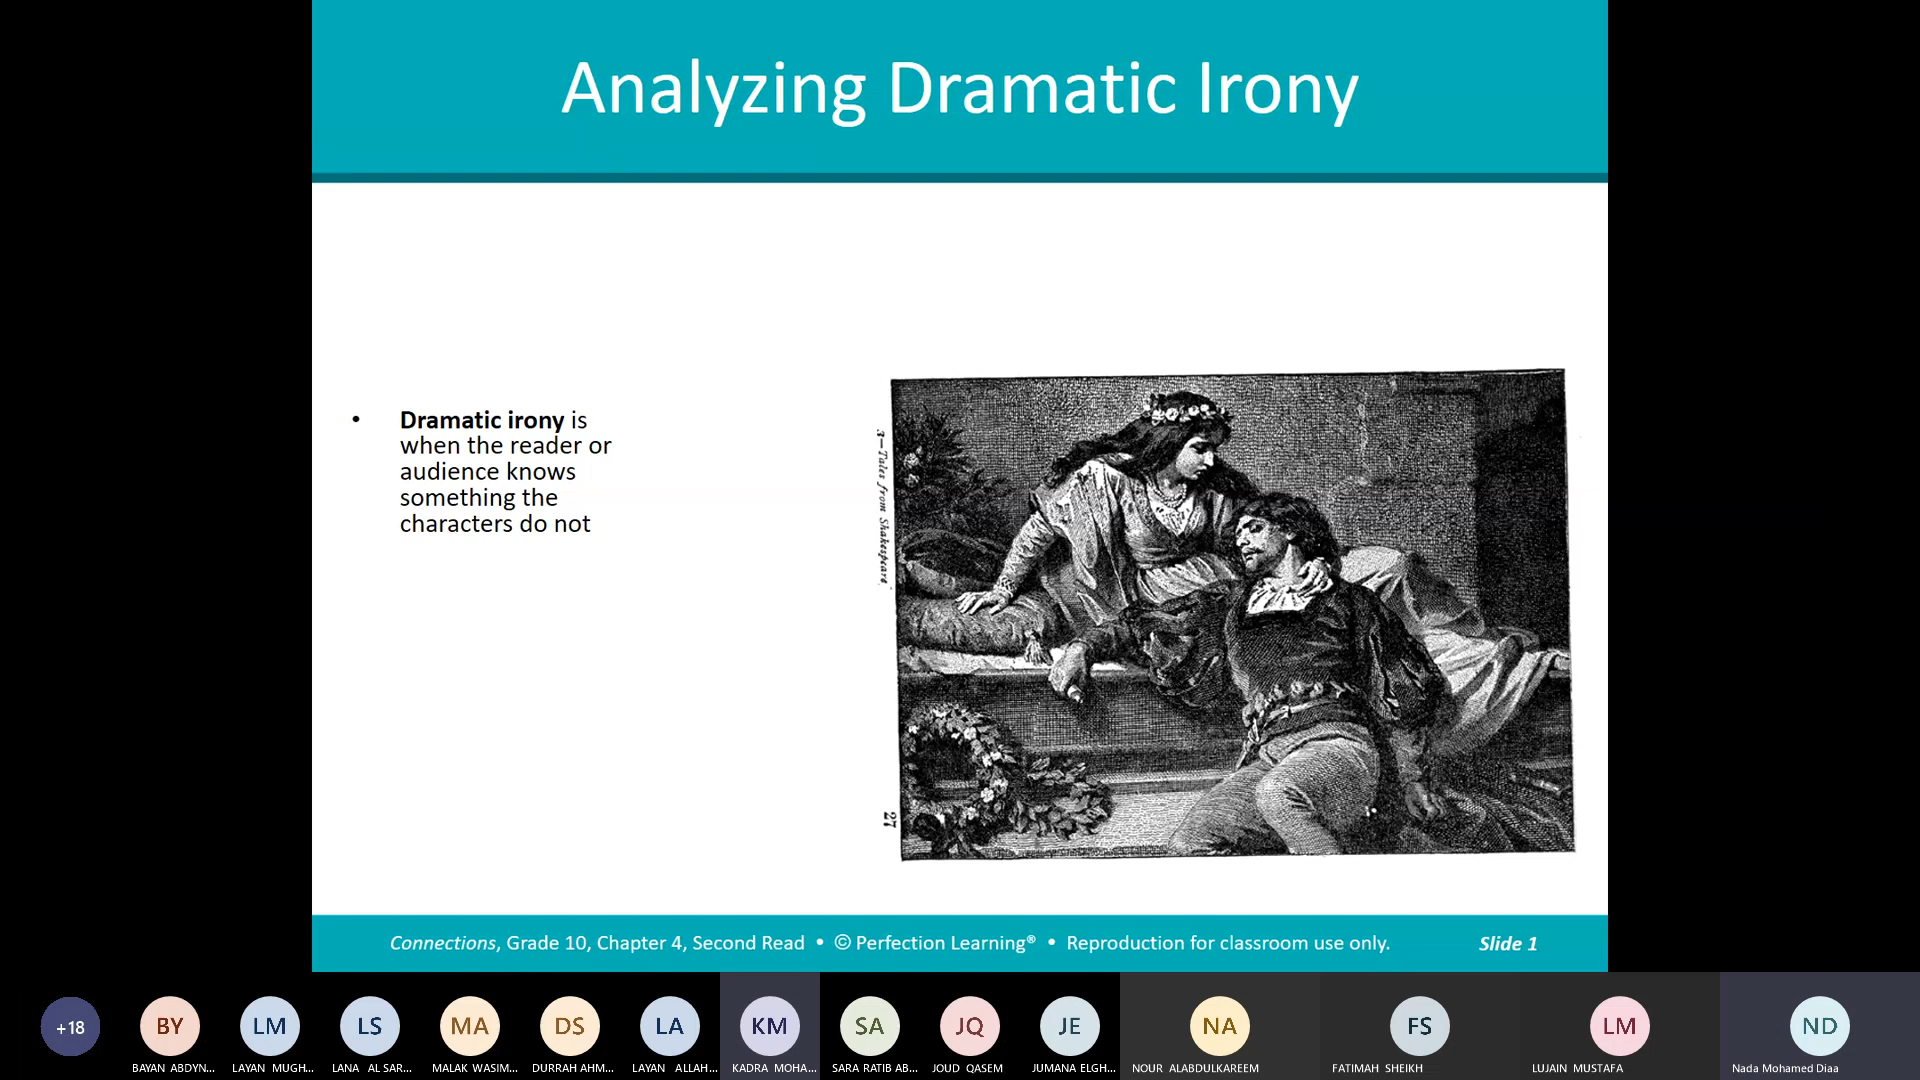 Analyzing Dramatic Irony
• Dramatic irony is
when the reader or
audience knows
something the
characters do not
3—Tales from Shakespeare.
27
Connections, Grade 10, Chapter 4, Second Read • © Perfection Learning® • Reproduction for classroom use only.
Slide 1
+18
BY
LM
LS
MA
DS
LA
KM
SA
JQ
JE
NA
FS
LM
ND
BAYAN ABDYN...
LAYAN MUGH...
LANA AL SAR...
MALAK WASIM...
DURRAH AHM...
LAYAN ALLAH...
KADRA MOHA...
SARA RATIB AB...
JOUD QASEM
JUMANA ELGH...
NOUR ALABDULKAREEM
FATIMAH SHEIKH
LUJAIN MUSTAFA
Nada Mohamed Diaa